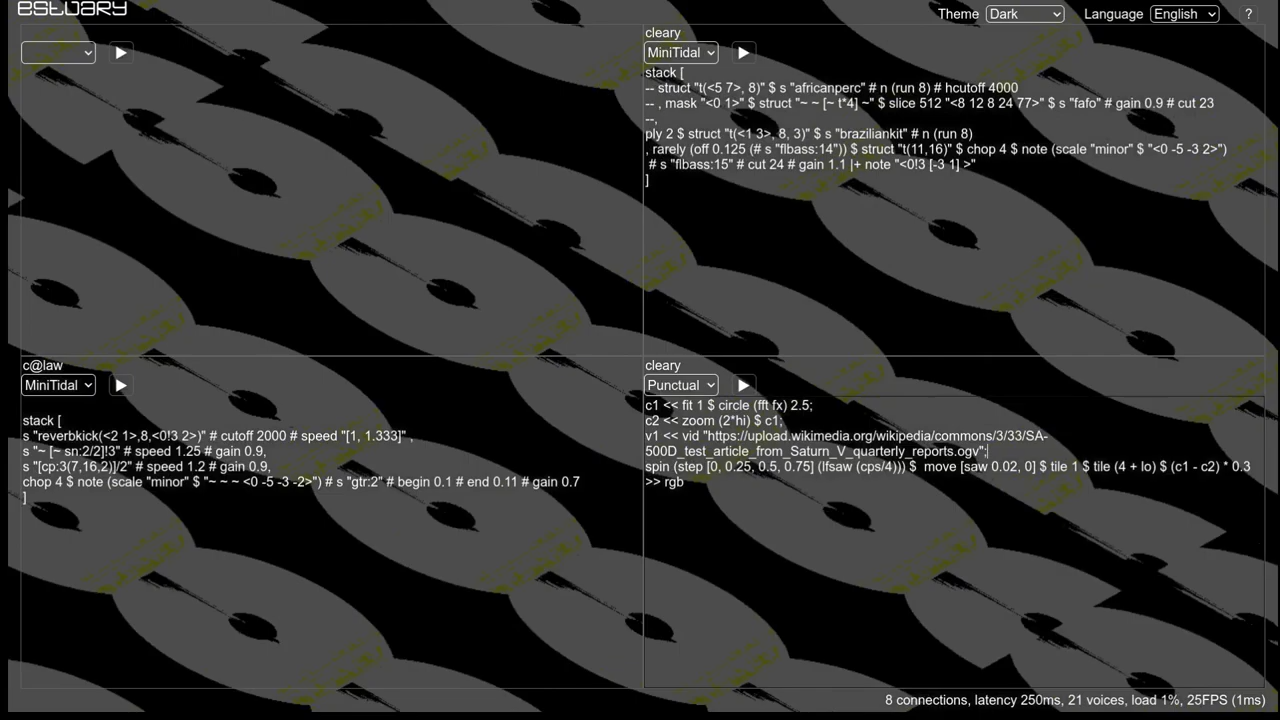 estuary
Theme Dark Language English ?
cleary
MiniTidal
stack [
-- struct "t(<5 7>, 8)" $ s "africanperc" # n (run 8) # hcutoff 4000
-- , mask "<0 1>" $ struct "~ ~ [~ t*4] ~" $ slice 512 "<8 12 8 24 77>" $ s "fafo" # gain 0.9 # cut 23
--,
ply 2 $ struct "t(<1 3>, 8, 3)" $ s "braziliankit" # n (run 8)
, rarely (off 0.125 (# s "flbass:14")) $ struct "t(11,16)" $ chop 4 $ note (scale "minor" $ "<0 -5 -3 2>")
# s "flbass:15" # cut 24 # gain 1.1 |+ note "<0!3 [-3 1] >"
]
c@law
MiniTidal
stack [
s "reverbkick(<2 1>,8,<0!3 2>)" # cutoff 2000 # speed "[1, 1.333]" ,
s "~ [~ sn:2/2]!3" # speed 1.25 # gain 0.9,
s "[cp:3(7,16,2)]/2" # speed 1.2 # gain 0.9,
chop 4 $ note (scale "minor" $ "~ ~ ~ <0 -5 -3 -2>") # s "gtr:2" # begin 0.1 # end 0.11 # gain 0.7
]
cleary
Punctual
c1 << fit 1 $ circle (fft fx) 2.5;
c2 << zoom (2*hi) $ c1;
v1 << vid "https://upload.wikimedia.org/wikipedia/commons/3/33/SA-
500D_test_article_from_Saturn_V_quarterly_reports.ogv";
spin (step [0, 0.25, 0.5, 0.75] (lfsaw (cps/4))) $ move [saw 0.02, 0] $ tile 1 $ tile (4 + lo) $ (c1 - c2) * 0.3
>> rgb
8 connections, latency 250ms, 21 voices, load 1%, 25FPS (1ms)